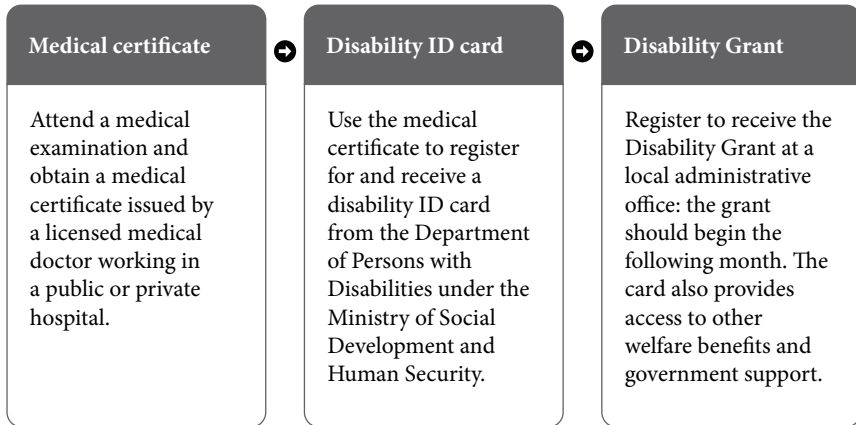 Medical certificate
Attend a medical
examination and
obtain a medical
certificate issued by
a licensed medical
doctor working in
a public or private
hospital.
Disability ID card
Use the medical
certificate to register
for and receive a
disability ID card
from the Department
of Persons with
Disabilities under the
Ministry of Social
Development and
Human Security.
Disability Grant
Register to receive the
Disability Grant at a
local administrative
office: the grant
should begin the
following month. The
card also provides
access to other
welfare benefits and
government support.